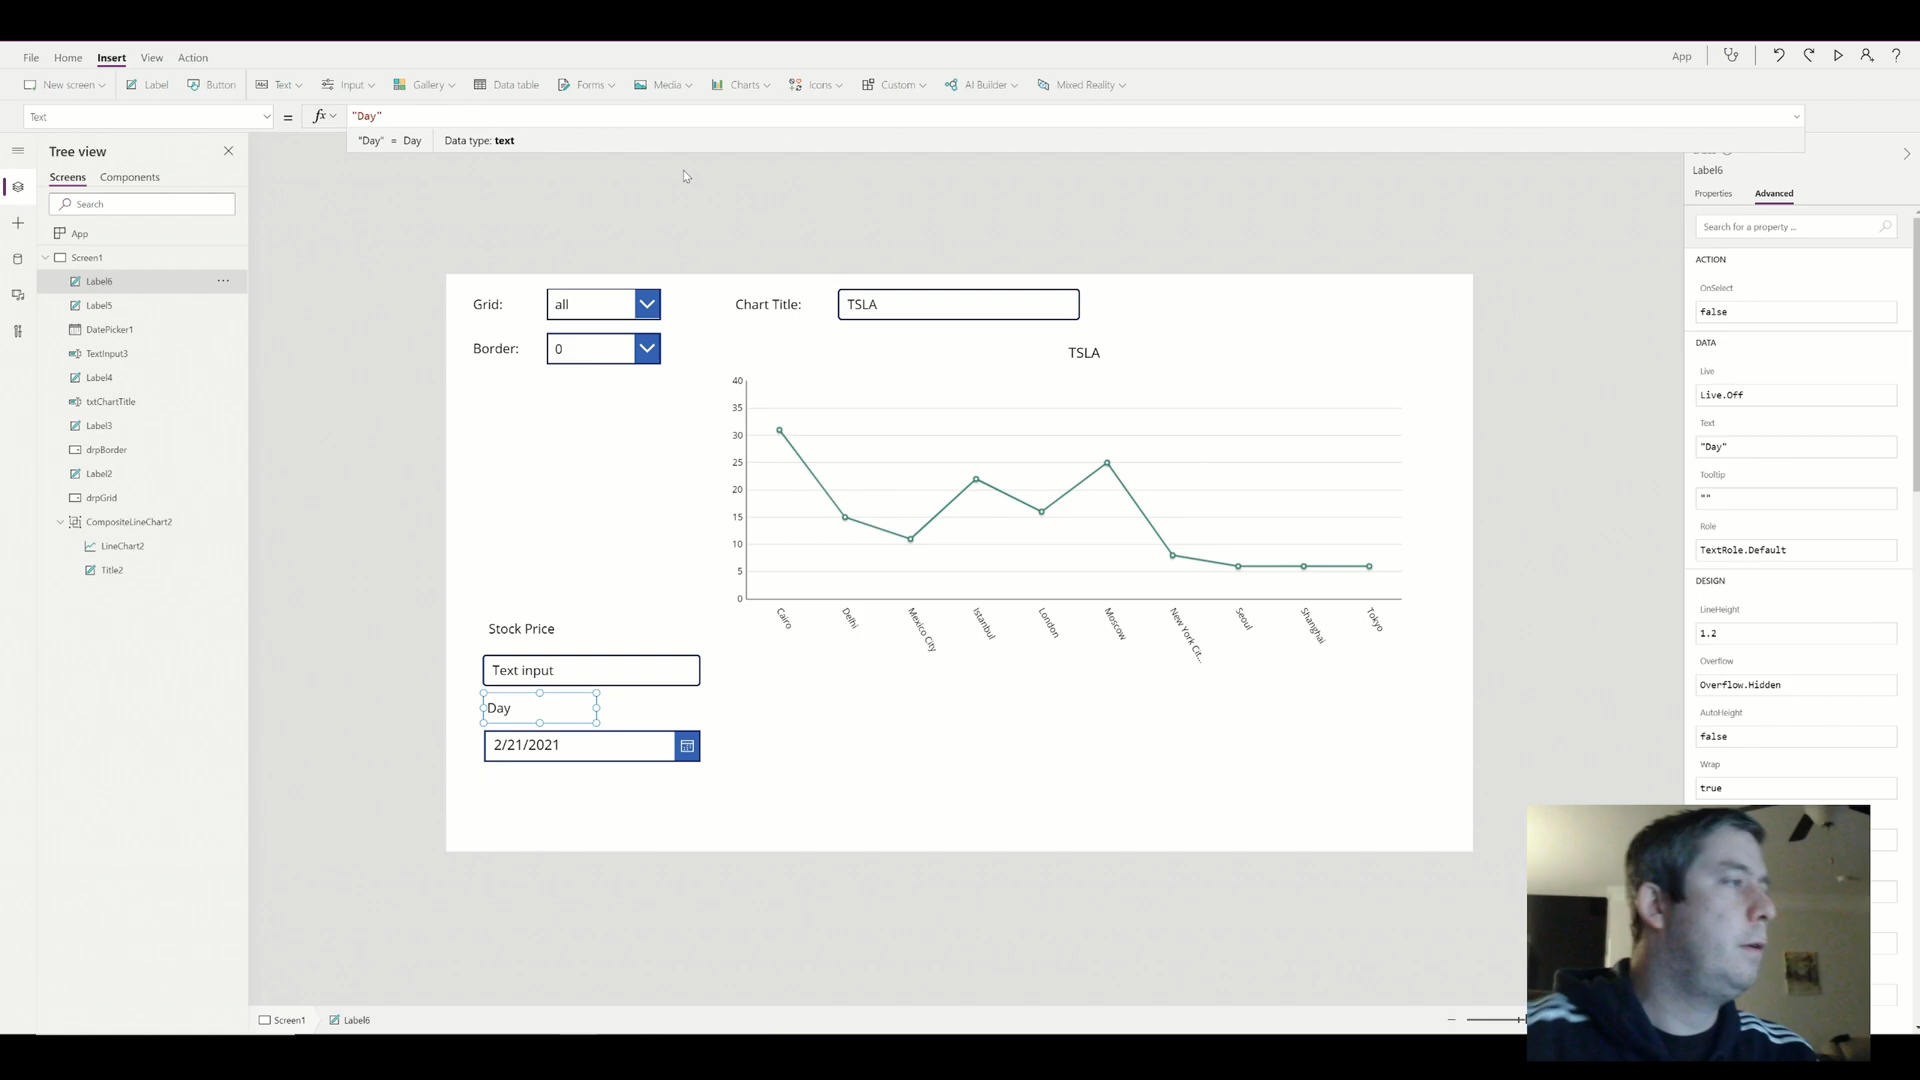 File Home Insert View Action App
New screen Label Button Text Input Gallery Data table Forms Media Charts Icons Custom AI Builder Mixed Reality
Text = fx "Day"
"Day" = Day Data type: text
Tree view
Screens Components
Search
App
Screen1
Label6
Label5
DatePicker1
TextInput3
Label4
txtChartTitle
Label3
drpBorder
Label2
drpGrid
CompositeLineChart2
LineChart2
Title2
Grid: all Chart Title: TSLA
Border: 0
TSLA
40
35
30
25
20
15
10
5
0
Cairo Delhi Mexico City Istanbul London Moscow New York Cit... Seoul Shanghai Tokyo
Stock Price
Text input
Day
2/21/2021
Label6
Properties Advanced
Search for a property ...
ACTION
OnSelect
false
DATA
Live
Live.Off
Text
"Day"
Tooltip
""
Role
TextRole.Default
DESIGN
LineHeight
1.2
Overflow
Overflow.Hidden
AutoHeight
false
Wrap
true
Screen1 Label6